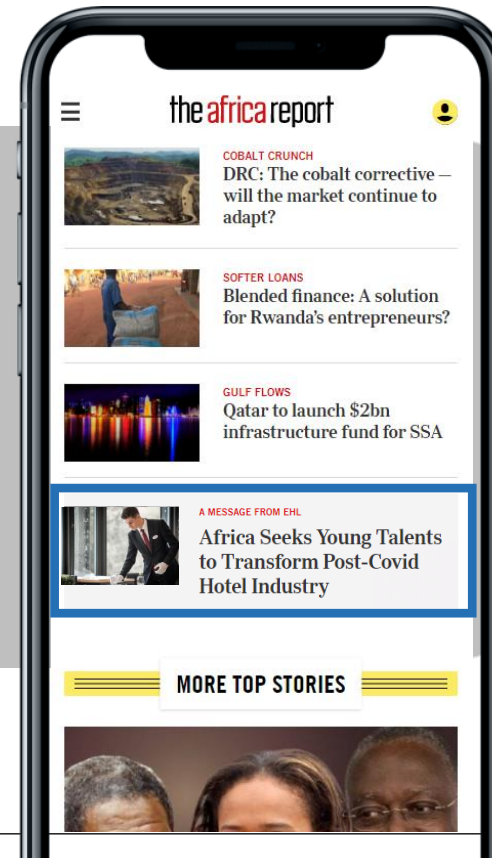 the africa report
COBALT CRUNCH
DRC: The cobalt corrective –
will the market continue to
adapt?
SOFTER LOANS
Blended finance: A solution
for Rwanda's entrepreneurs?
GULF FLOWS
Qatar to launch $2bn
infrastructure fund for SSA
A MESSAGE FROM EHL
Africa Seeks Young Talents
to Transform Post-Covid
Hotel Industry
MORE TOP STORIES